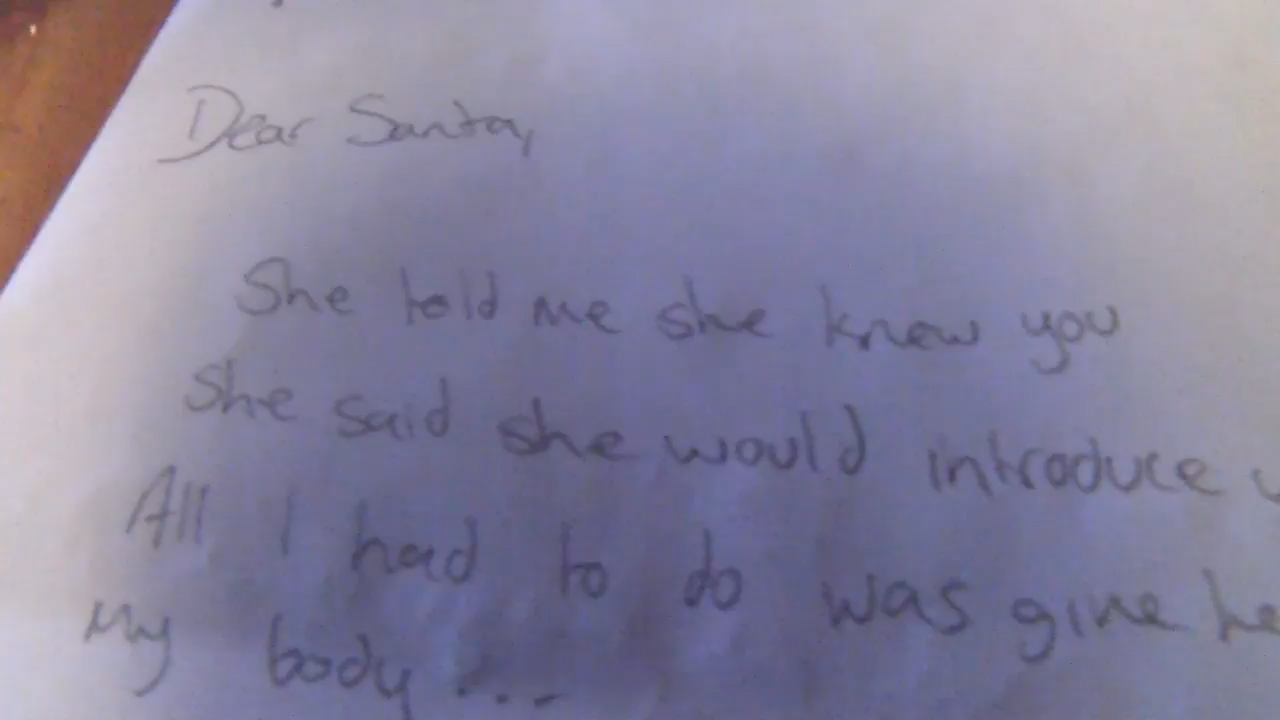 Dear Santa,
She told me she knew you
She said she would introduce
All I had to do was give
My body...